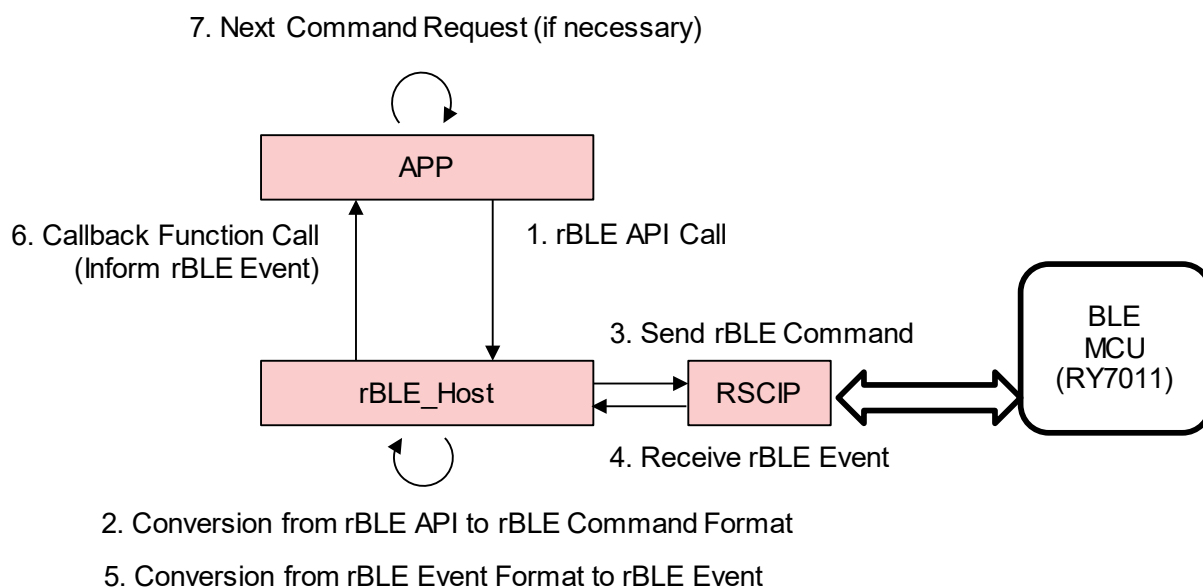 7. Next Command Request (if necessary)
APP
6. Callback Function Call
(Inform rBLE Event)
1. rBLE API Call
3. Send rBLE Command
BLE
MCU
(RY7011)
rBLE_Host
RSCIP
4. Receive rBLE Event
2. Conversion from rBLE API to rBLE Command Format
5. Conversion from rBLE Event Format to rBLE Event